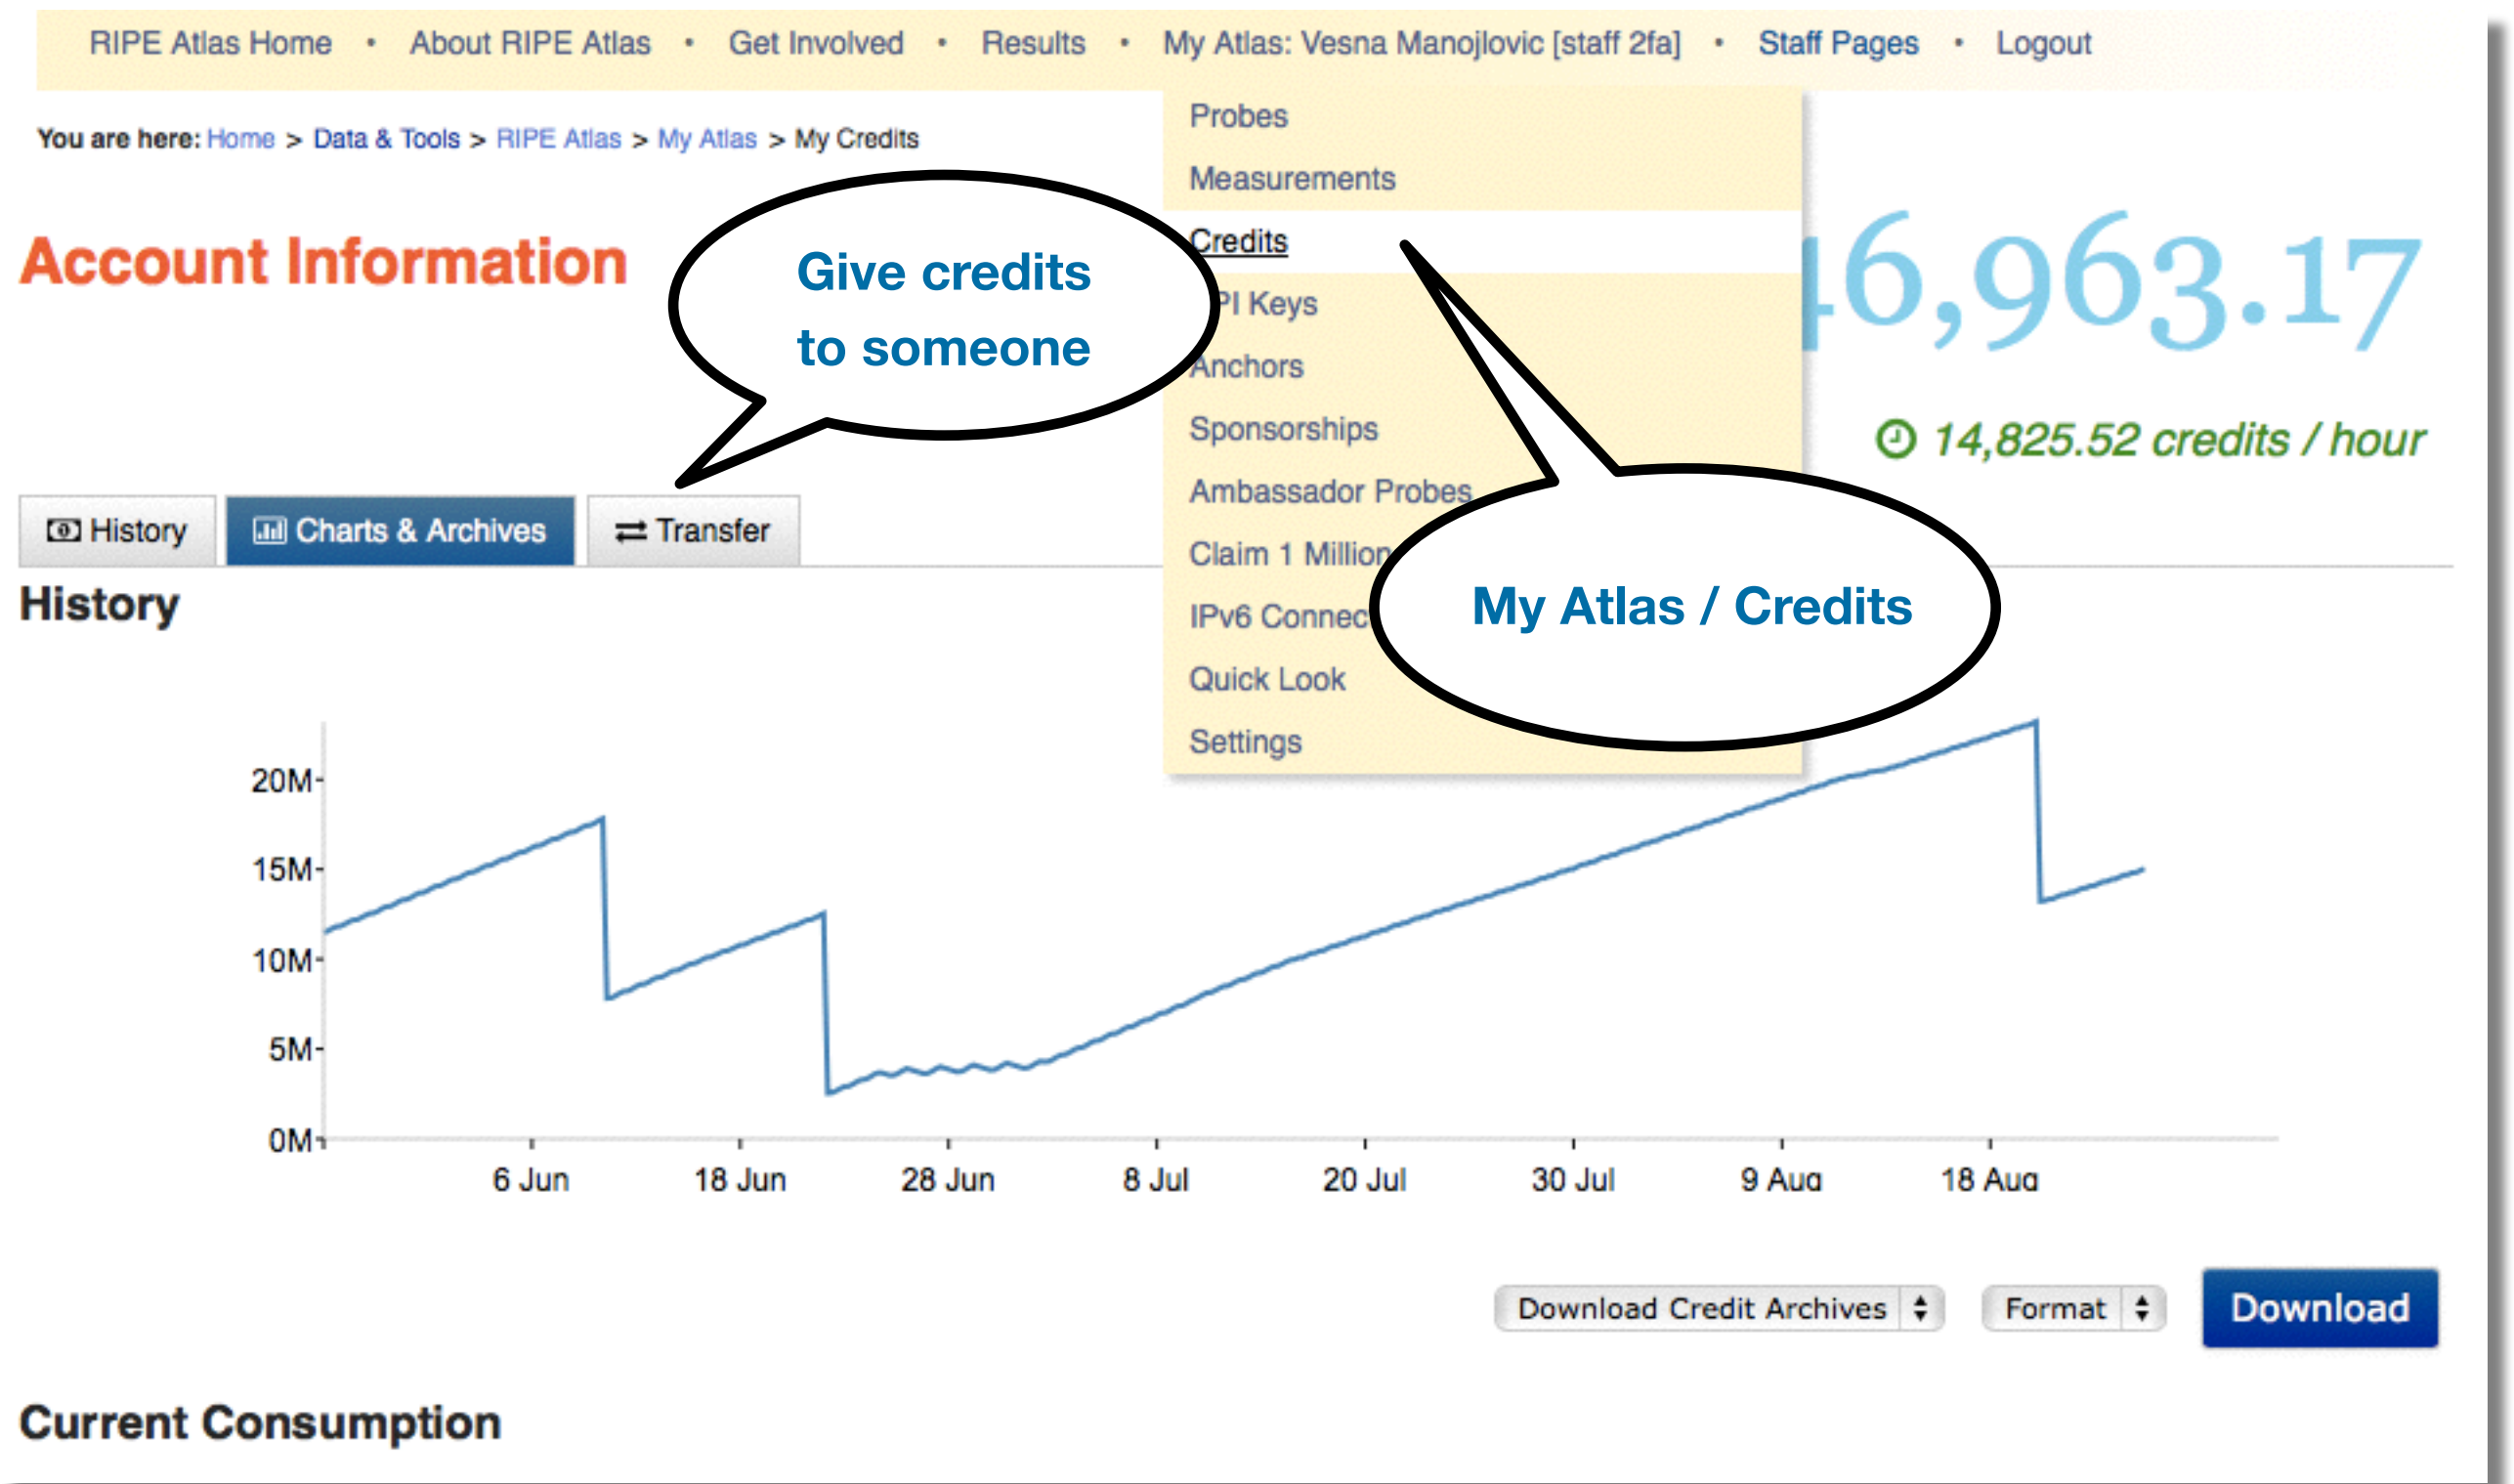 RIPE Atlas Home • About RIPE Atlas • Get Involved • Results • My Atlas: Vesna Manojlovic [staff 2fa] • Staff Pages • Logout
You are here: Home > Data & Tools > RIPE Atlas > My Atlas > My Credits
Probes
Measurements
Credits
PI Keys
Anchors
Sponsorships
Ambassador Probes
Claim 1 Million
IPv6 Connec
Quick Look
Settings
Account Information
Give credits
to someone
6,963.17
14,825.52 credits / hour
My Atlas / Credits
History
Charts & Archives
Transfer
History
20M
15M
10M
5M
0M
6 Jun
18 Jun
28 Jun
8 Jul
20 Jul
30 Jul
9 Aug
18 Aug
Download Credit Archives
Format
Download
Current Consumption